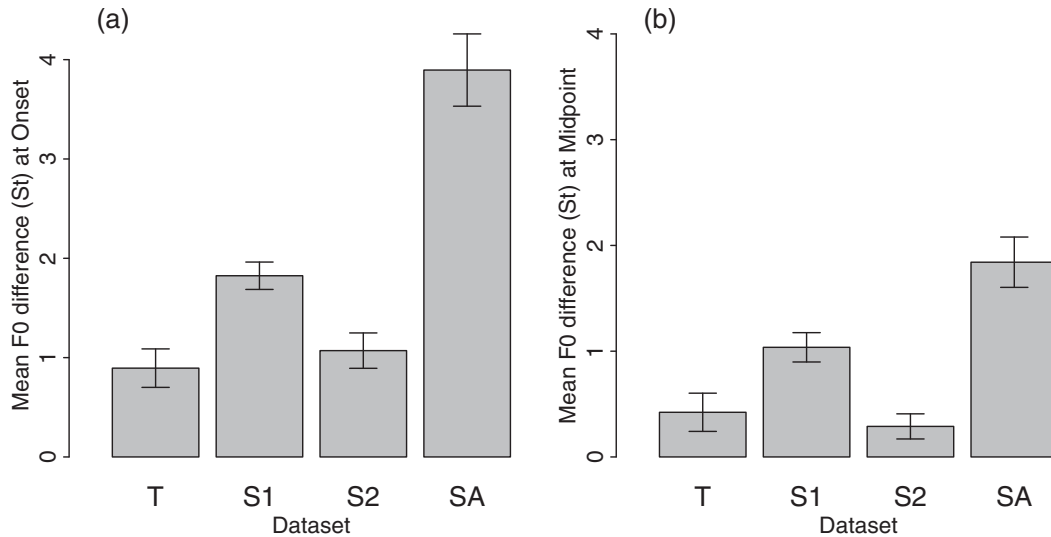 (a)
Mean F0 difference (St) at Onset
4
3
2
1
0
T S1 S2 SA
Dataset
(b)
Mean F0 difference (St) at Midpoint
4
3
2
1
0
T S1 S2 SA
Dataset